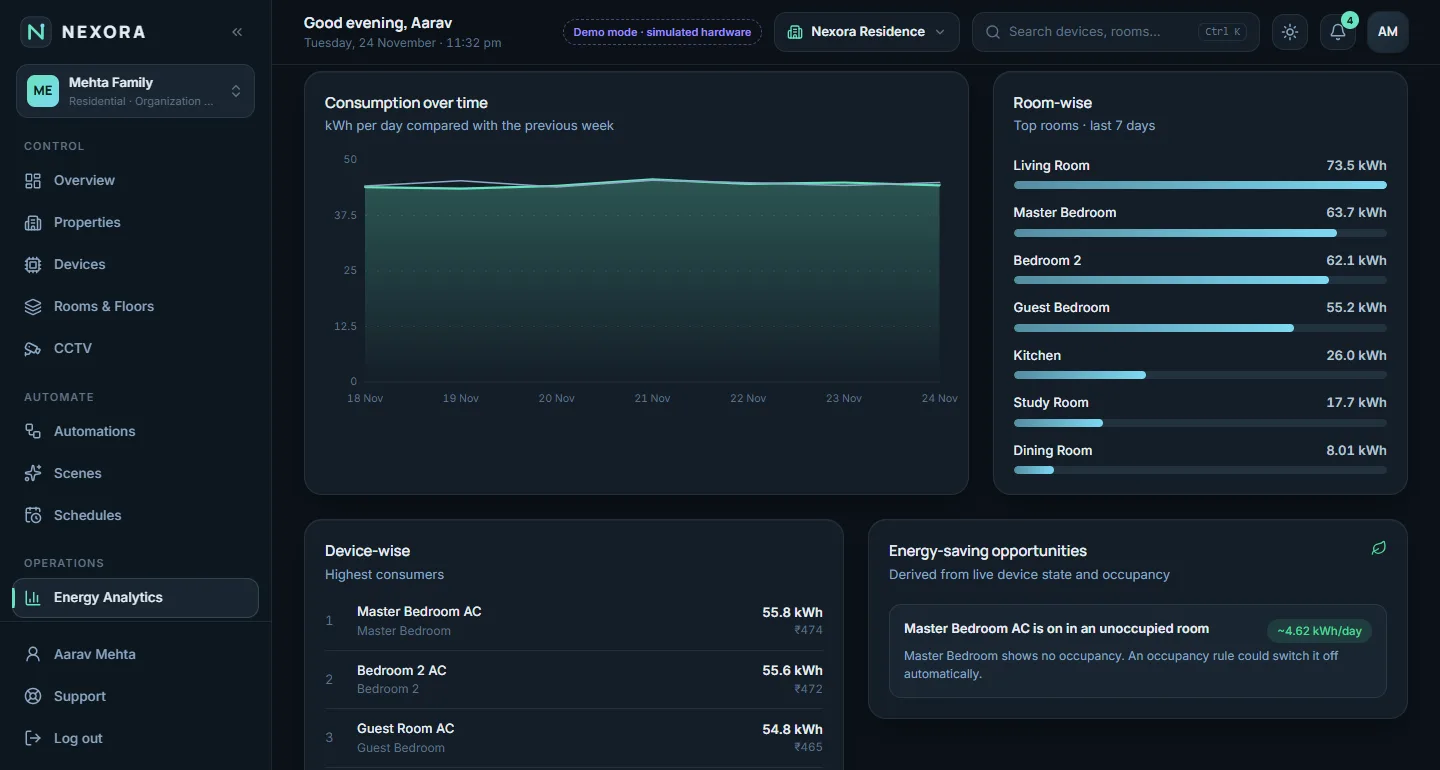 NEXORA
ME
Mehta Family
Residential · Organization ...
CONTROL
Overview
Properties
Devices
Rooms & Floors
CCTV
AUTOMATE
Automations
Scenes
Schedules
OPERATIONS
Energy Analytics
Aarav Mehta
Support
Log out
Good evening, Aarav
Tuesday, 24 November · 11:32 pm
Demo mode · simulated hardware
Nexora Residence
Search devices, rooms...
Ctrl K
4
AM
Consumption over time
kWh per day compared with the previous week
50
37.5
25
12.5
0
18 Nov 19 Nov 20 Nov 21 Nov 22 Nov 23 Nov 24 Nov
Room-wise
Top rooms · last 7 days
Living Room 73.5 kWh
Master Bedroom 63.7 kWh
Bedroom 2 62.1 kWh
Guest Bedroom 55.2 kWh
Kitchen 26.0 kWh
Study Room 17.7 kWh
Dining Room 8.01 kWh
Device-wise
Highest consumers
1 Master Bedroom AC 55.8 kWh
Master Bedroom ₹474
2 Bedroom 2 AC 55.6 kWh
Bedroom 2 ₹472
3 Guest Room AC 54.8 kWh
Guest Bedroom ₹465
Energy-saving opportunities
Derived from live device state and occupancy
Master Bedroom AC is on in an unoccupied room ~4.62 kWh/day
Master Bedroom shows no occupancy. An occupancy rule could switch it off
automatically.